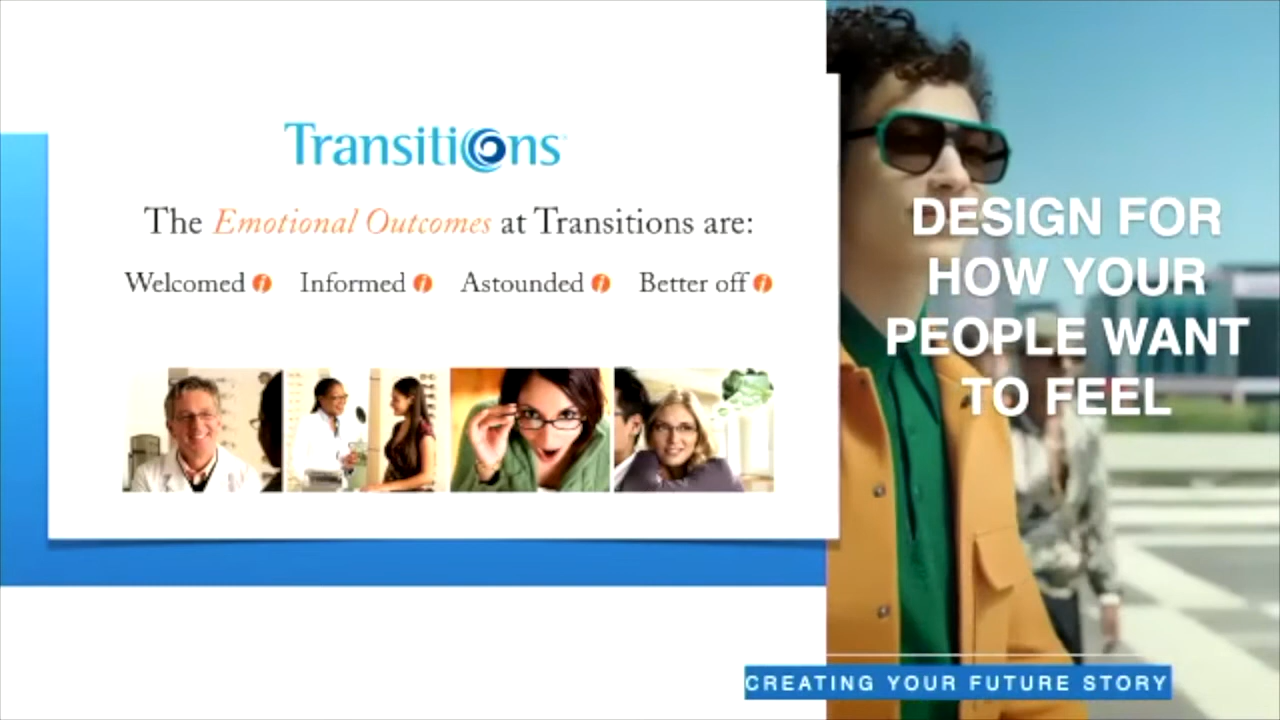 Transitions
The Emotional Outcomes at Transitions are:
Welcomed i Informed i Astounded i Better off i
DESIGN FOR
HOW YOUR
PEOPLE WANT
TO FEEL
CREATING YOUR FUTURE STORY